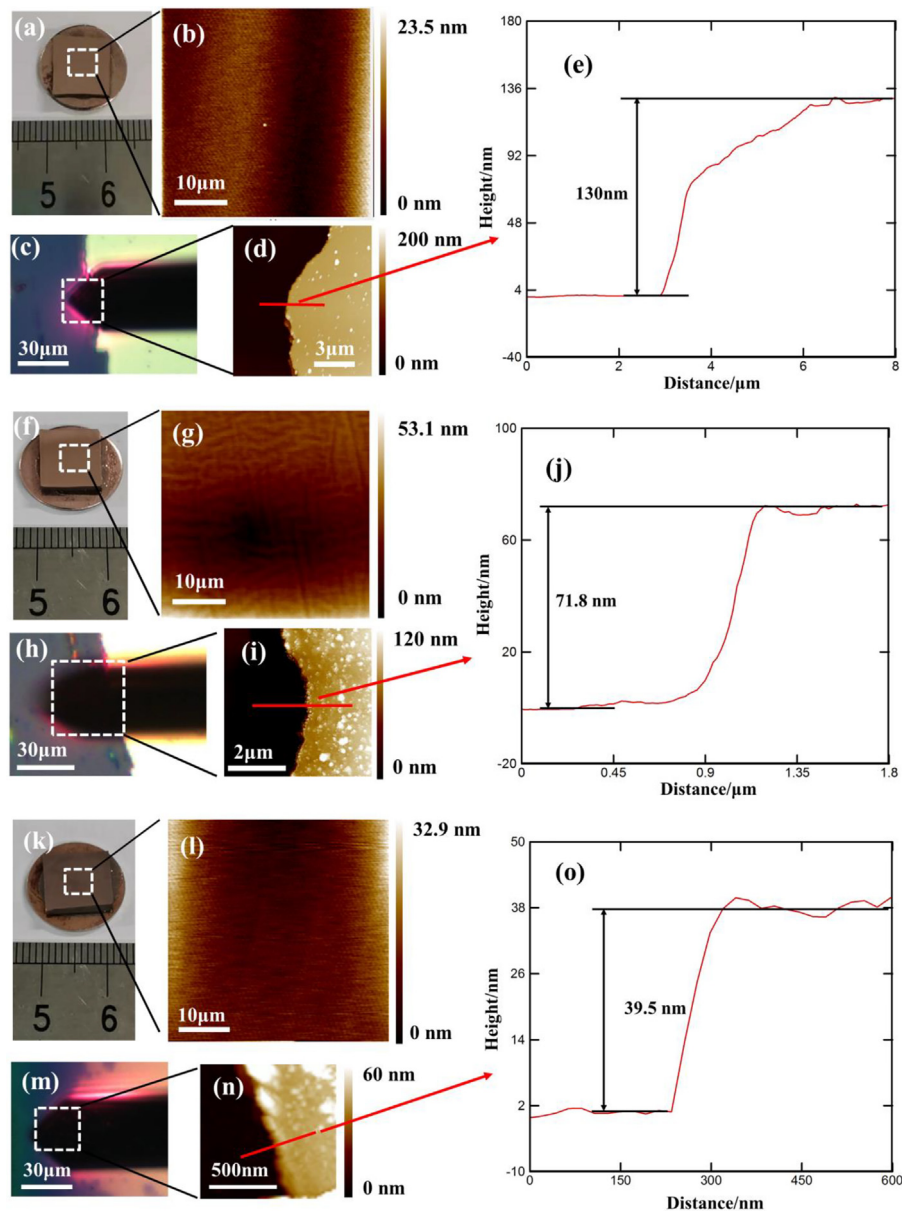 (a)
5 6
(b)
10μm
23.5 nm
0 nm
(c)
30μm
(d)
3μm
200 nm
0 nm
(e)
Height/nm
180
136
92
48
4
-40
130nm
0 2 4 6 8
Distance/μm
(f)
5 6
(g)
10μm
53.1 nm
0 nm
(h)
30μm
(i)
2μm
120 nm
0 nm
(j)
Height/nm
100
60
20
-20
71.8 nm
0 0.45 0.9 1.35 1.8
Distance/μm
(k)
5 6
(l)
10μm
32.9 nm
0 nm
(m)
30μm
(n)
500nm
60 nm
0 nm
(o)
Height/nm
50
38
26
14
2
-10
39.5 nm
0 150 300 450 600
Distance/nm